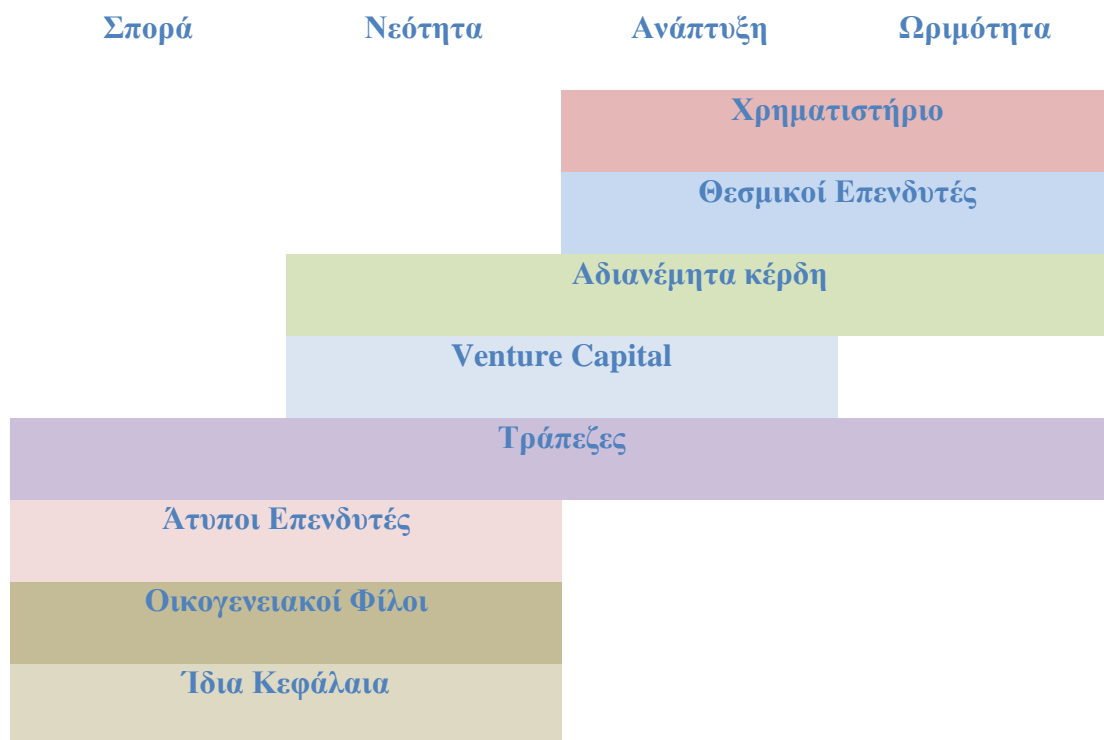 Σπορά Νεότητα Ανάπτυξη Ωριμότητα
Χρηματιστήριο
Θεσμικοί Επενδυτές
Αδιανέμητα κέρδη
Venture Capital
Τράπεζες
Άτυποι Επενδυτές
Οικογενειακοί Φίλοι
Ίδια Κεφάλαια